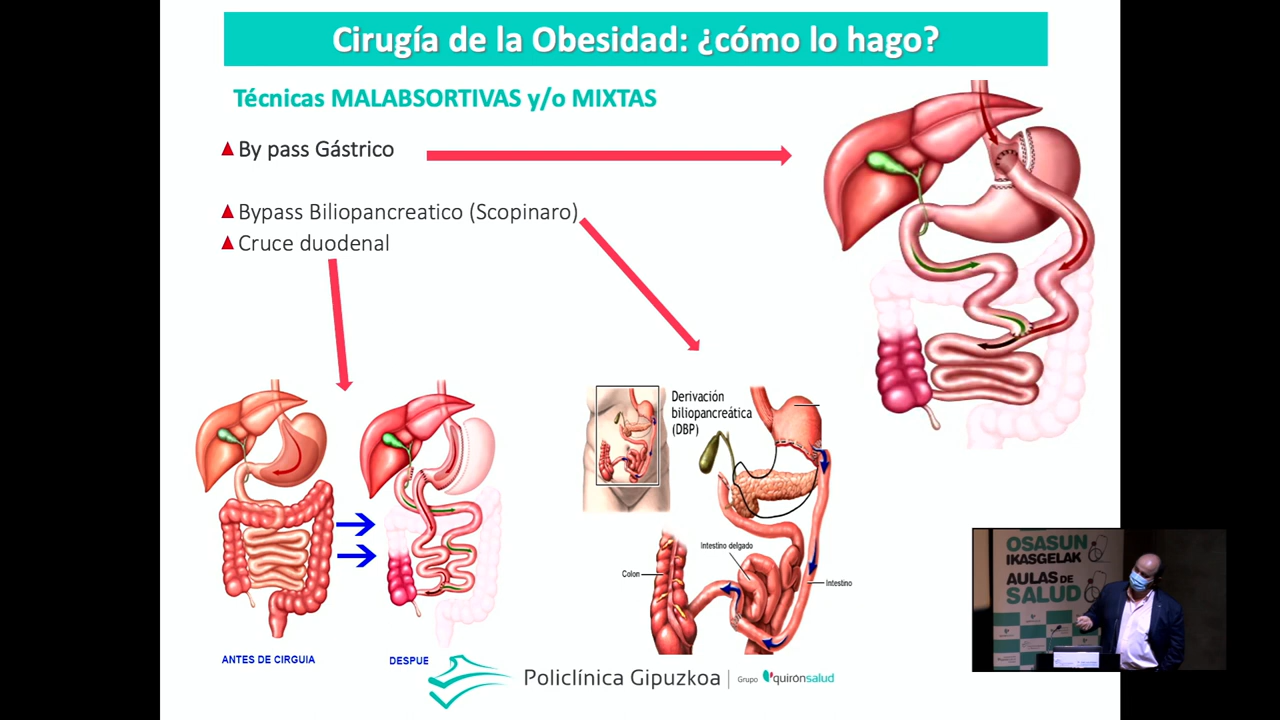 Cirugía de la Obesidad: ¿cómo lo hago?
Técnicas MALABSORTIVAS y/o MIXTAS
By pass Gástrico
Bypass Biliopancreatico (Scopinaro)
Cruce duodenal
Derivación
biliopancreática
(DBP)
Intestino delgado
Colon
Intestino
ANTES DE CIRGUIA
DESPUE
Policlínica Gipuzkoa
Grupo quirónsalud
OSASUN
IKASGELAK
AULAS DE
SALUD